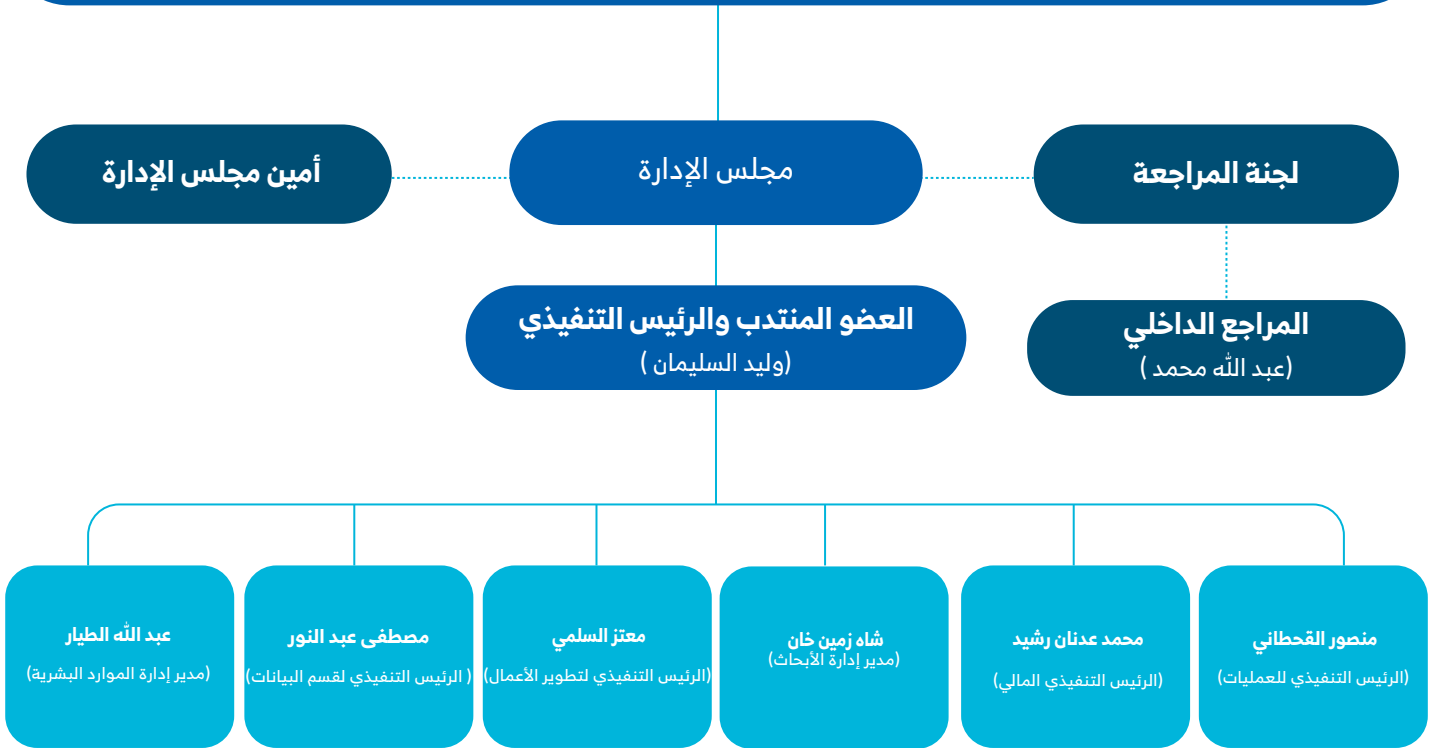 لجنة المراجعة
مجلس الإدارة
أمين مجلس الإدارة
المراجع الداخلي
(عبد الله محمد )
العضو المنتدب والرئيس التنفيذي
(وليد السليمان )
منصور القحطاني
(الرئيس التنفيذي للعمليات)
محمد عدنان رشيد
(الرئيس التنفيذي المالي)
شاه زمين خان
(مدير إدارة الأبحاث)
معتز السلمي
(الرئيس التنفيذي لتطوير الأعمال)
مصطفى عبد النور
( الرئيس التنفيذي لقسم البيانات)
عبد الله الطيار
(مدير إدارة الموارد البشرية)